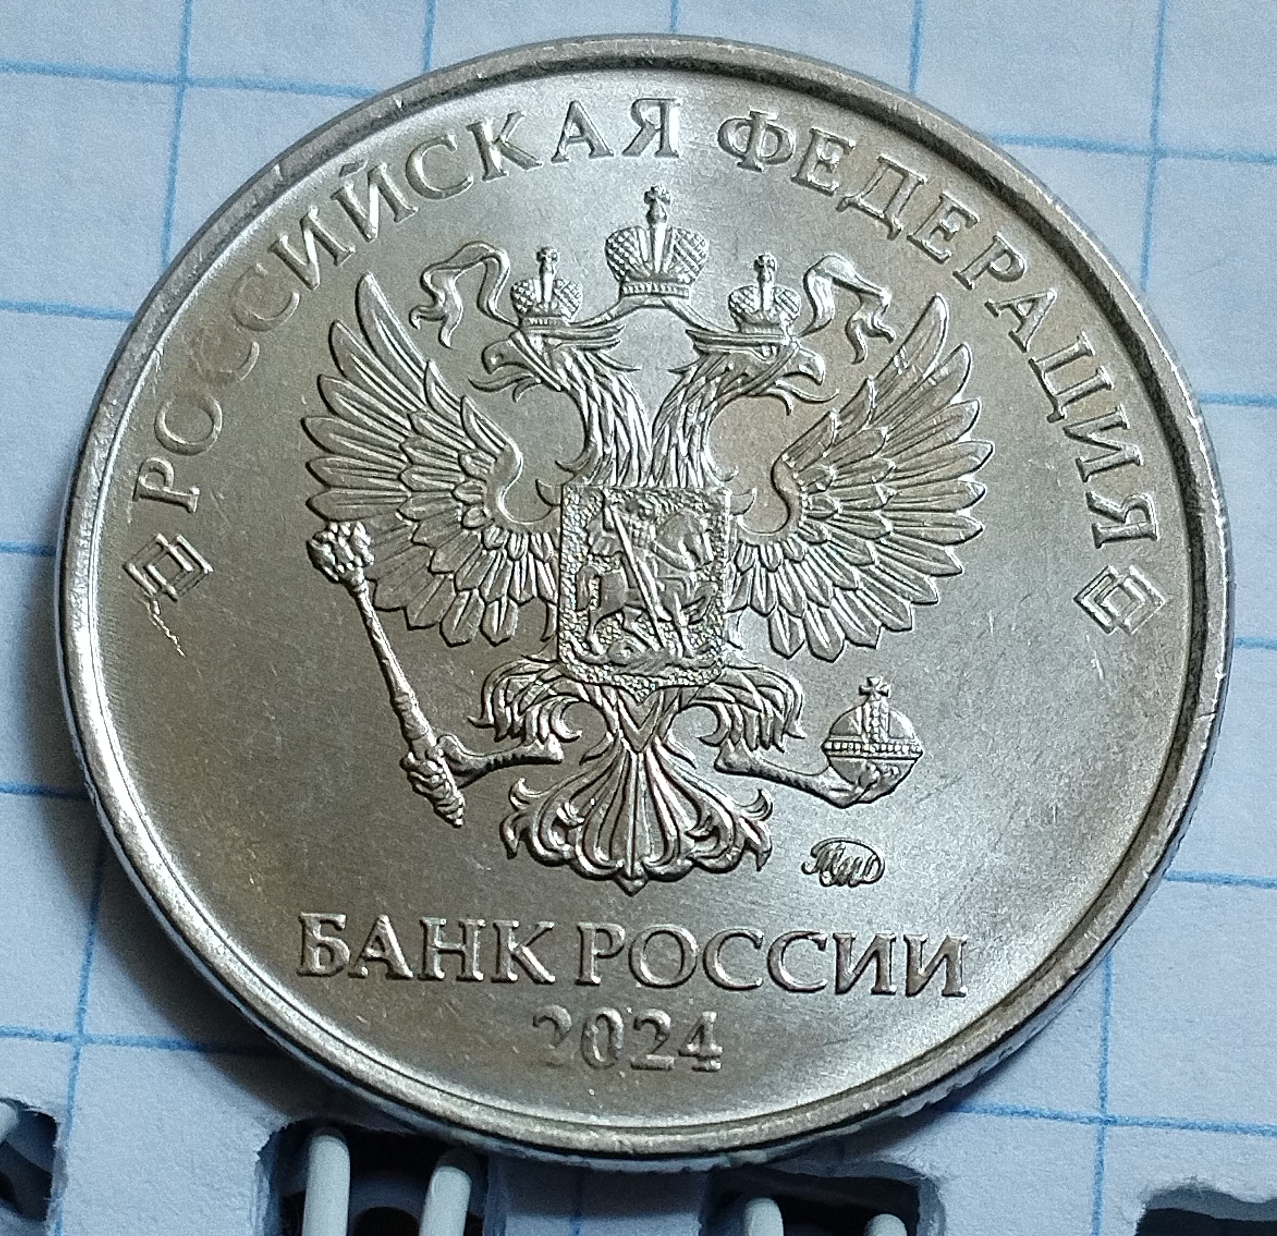 РОССИЙСКАЯ ФЕДЕРАЦИЯ
ММД
БАНК РОССИИ
2024